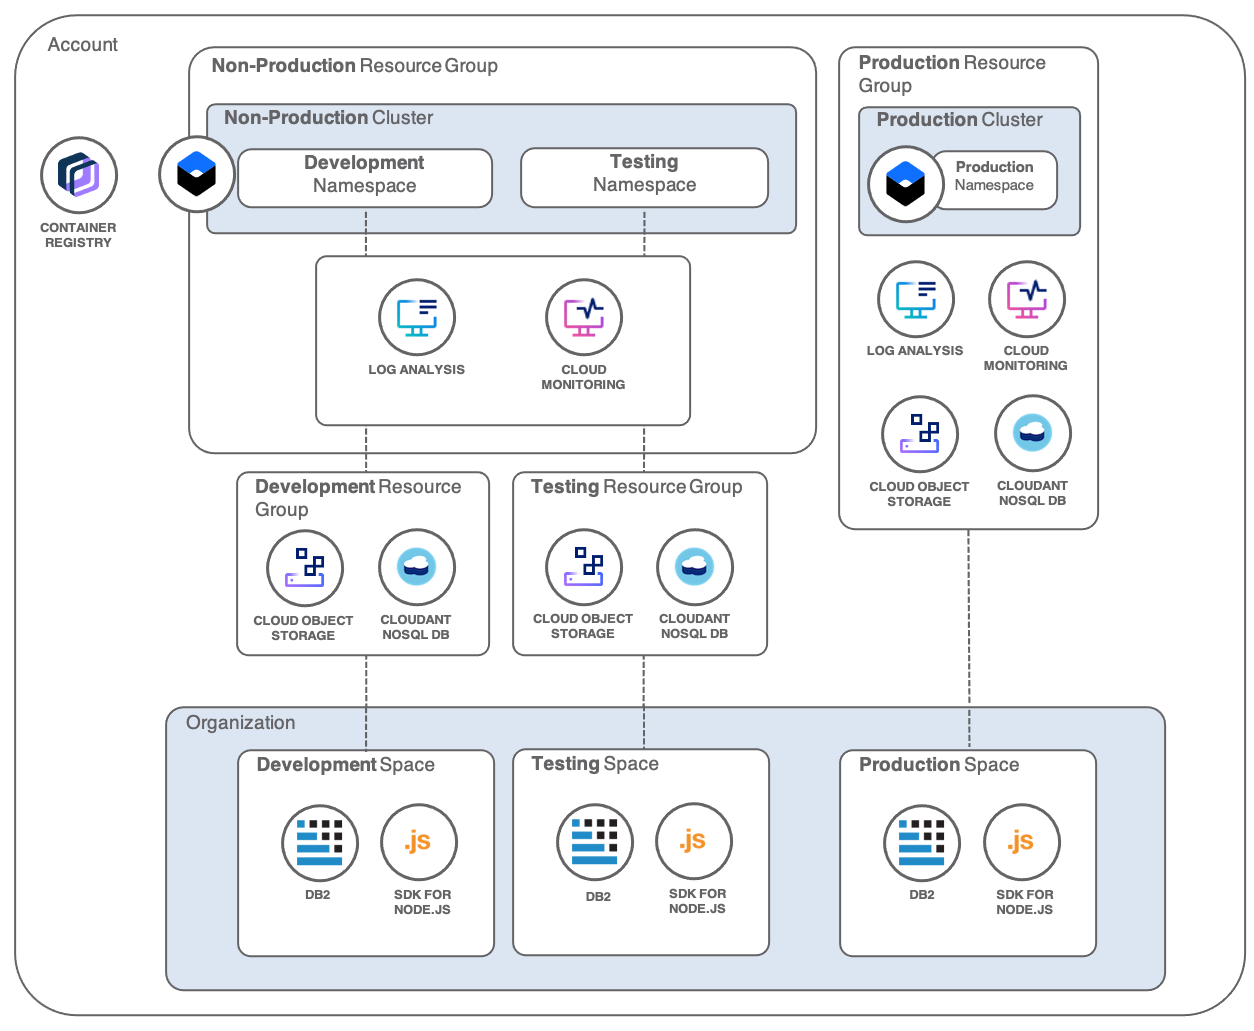 Account
Non-Production Resource Group
Non-Production Cluster
Development
Namespace
Testing
Namespace
CONTAINER
REGISTRY
LOG ANALYSIS
CLOUD
MONITORING
Production Resource
Group
Production Cluster
Production
Namespace
LOG ANALYSIS
CLOUD
MONITORING
CLOUD OBJECT
STORAGE
CLOUDANT
NOSQL DB
Development Resource
Group
CLOUD OBJECT
STORAGE
CLOUDANT
NOSQL DB
Testing Resource Group
CLOUD OBJECT
STORAGE
CLOUDANT
NOSQL DB
Organization
Development Space
.js
DB2
SDK FOR
NODE.JS
Testing Space
.js
DB2
SDK FOR
NODE.JS
Production Space
.js
DB2
SDK FOR
NODE.JS